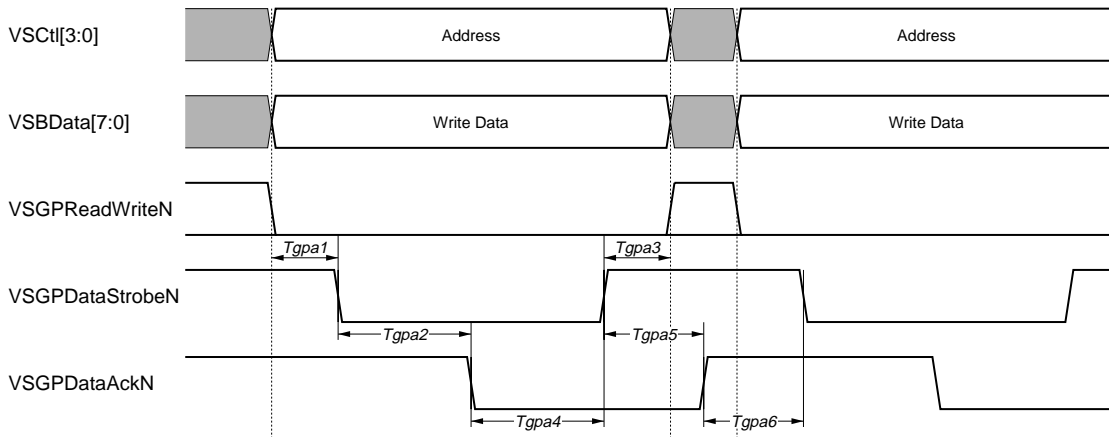 VSCtl[3:0]
Address
Address
VSBData[7:0]
Write Data
Write Data
VSGPReadWriteN
Tgpa1
Tgpa3
VSGPDataStrobeN
Tgpa2
Tgpa5
VSGPDataAckN
Tgpa4
Tgpa6